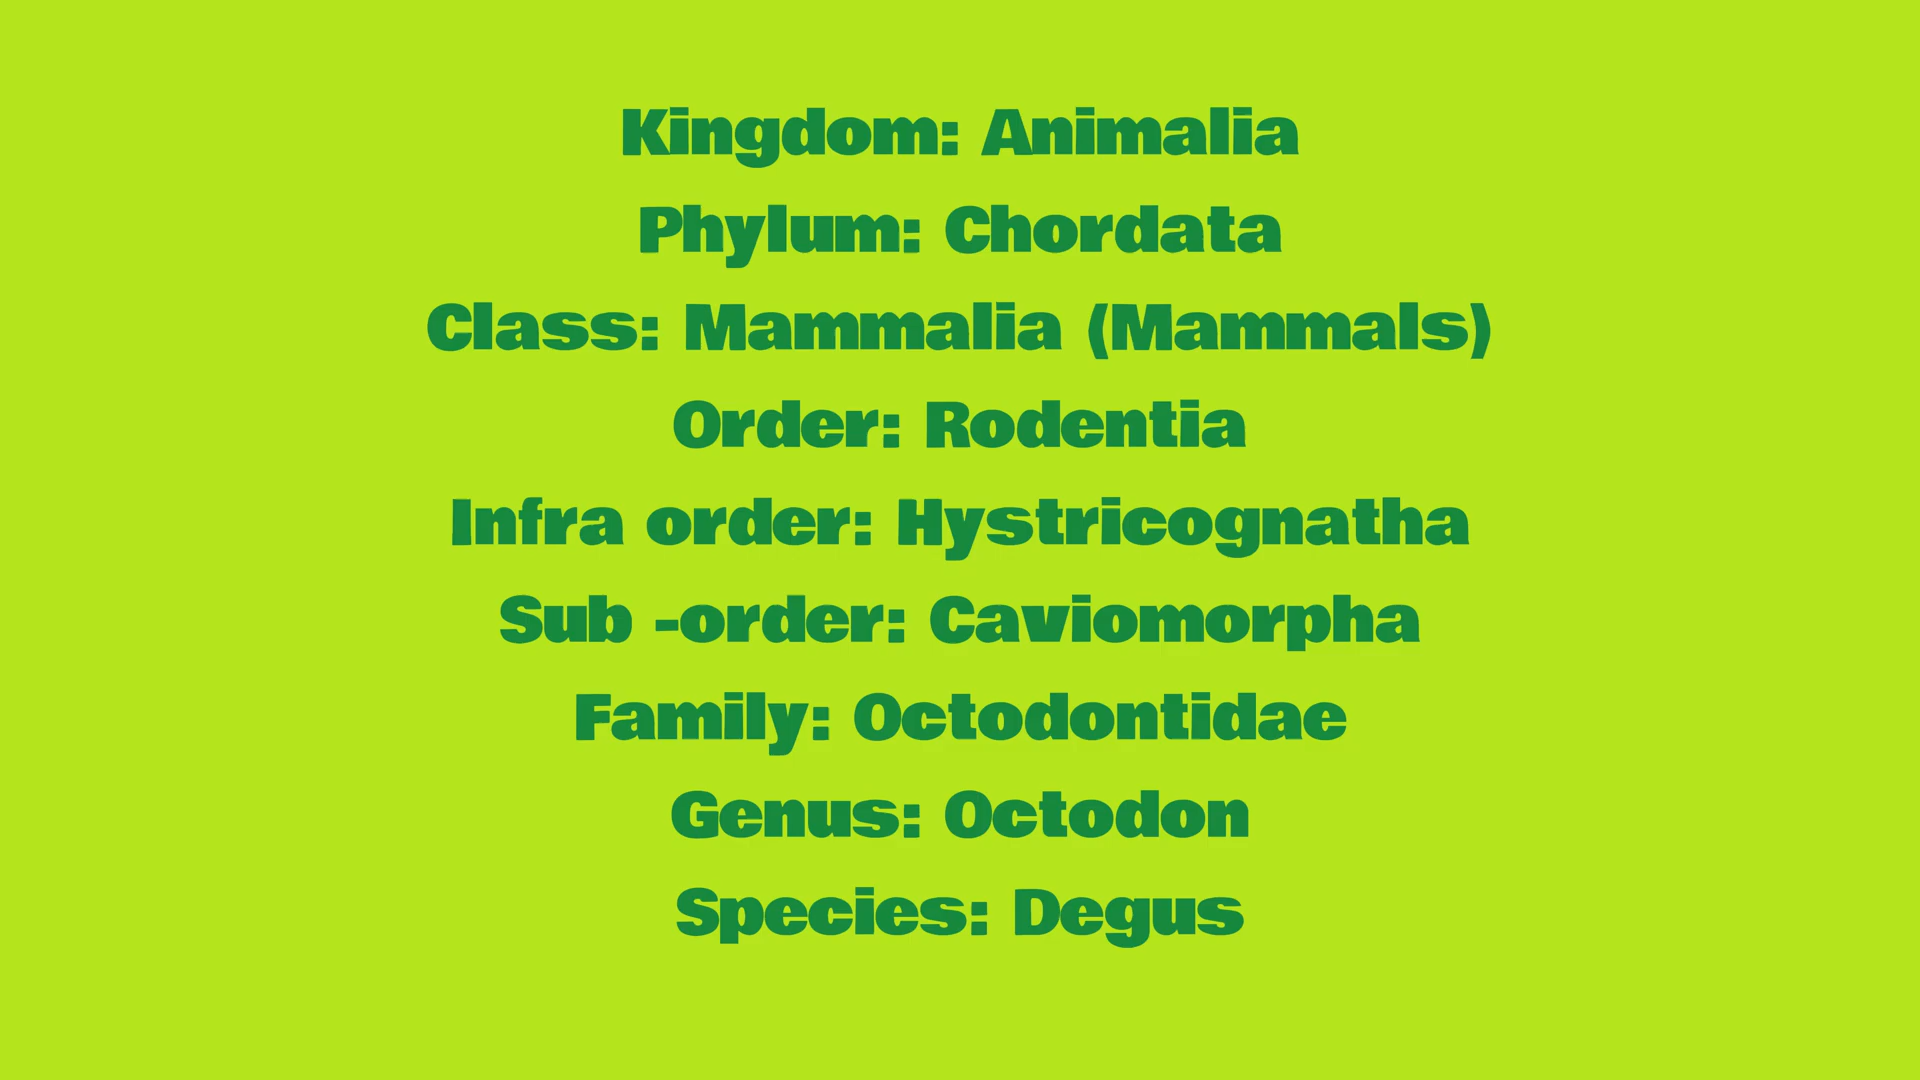 Kingdom: Animalia
Phylum: Chordata
Class: Mammalia (Mammals)
Order: Rodentia
Infra order: Hystricognatha
Sub -order: Caviomorpha
Family: Octodontidae
Genus: Octodon
Species: Degus